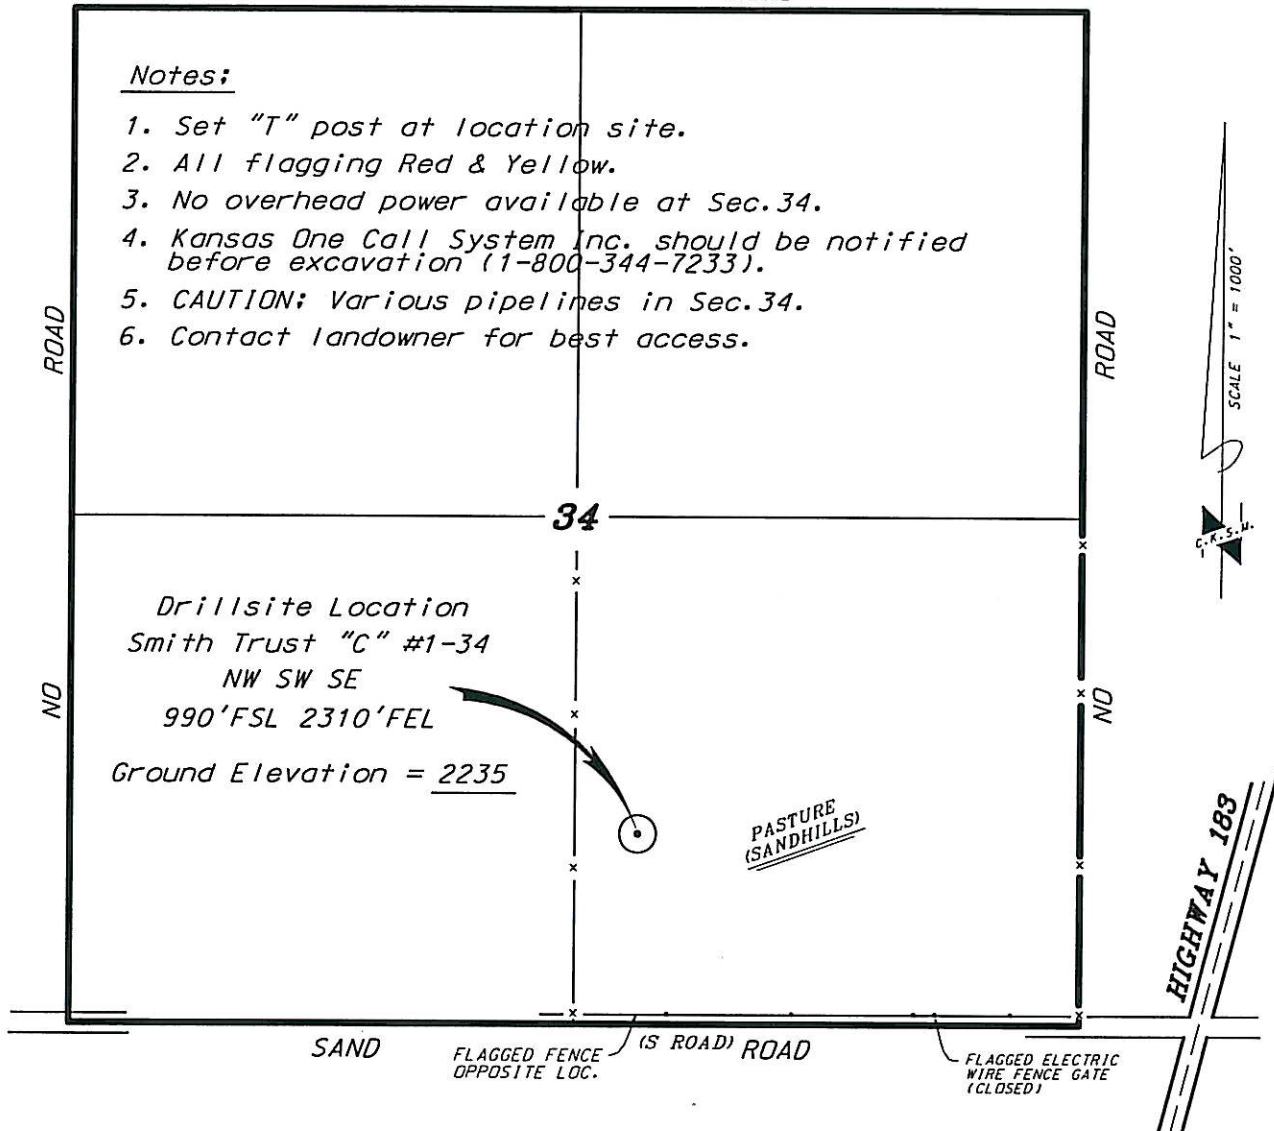 Notes:
1. Set "T" post at location site.
2. All flagging Red & Yellow.
3. No overhead power available at Sec.34.
4. Kansas One Call System Inc. should be notified
before excavation (1-800-344-7233).
5. CAUTION: Various pipelines in Sec.34.
6. Contact landowner for best access.
ROAD
ROAD
SCALE 1" = 1000'
34
C.K.S.M.
Drillsite Location
Smith Trust "C" #1-34
NW SW SE
990'FSL 2310'FEL
Ground Elevation = 2235
NO
NO
PASTURE
(SANDHILLS)
HIGHWAY 183
SAND
(S ROAD) ROAD
FLAGGED FENCE
OPPOSITE LOC.
FLAGGED ELECTRIC
WIRE FENCE GATE
(CLOSED)